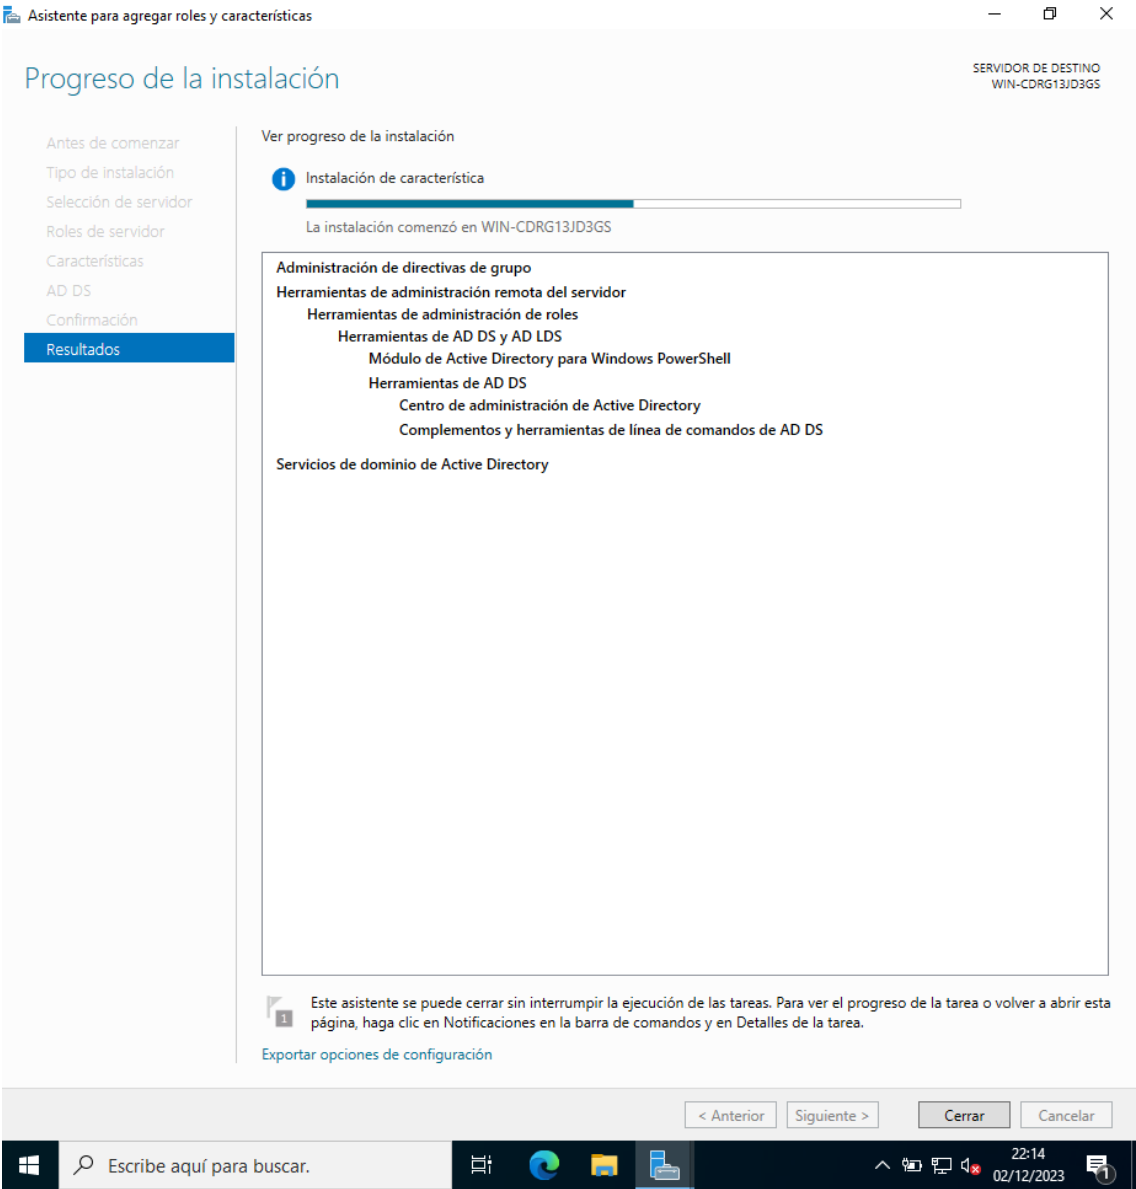 Asistente para agregar roles y características
Progreso de la instalación
SERVIDOR DE DESTINO
WIN-CDRG13JD3GS
Antes de comenzar
Tipo de instalación
Selección de servidor
Roles de servidor
Características
AD DS
Confirmación
Resultados
Ver progreso de la instalación
Instalación de característica
La instalación comenzó en WIN-CDRG13JD3GS
Administración de directivas de grupo
Herramientas de administración remota del servidor
Herramientas de administración de roles
Herramientas de AD DS y AD LDS
Módulo de Active Directory para Windows PowerShell
Herramientas de AD DS
Centro de administración de Active Directory
Complementos y herramientas de línea de comandos de AD DS
Servicios de dominio de Active Directory
1
Este asistente se puede cerrar sin interrumpir la ejecución de las tareas. Para ver el progreso de la tarea o volver a abrir esta
página, haga clic en Notificaciones en la barra de comandos y en Detalles de la tarea.
Exportar opciones de configuración
< Anterior
Siguiente >
Cerrar
Cancelar
Escribe aquí para buscar.
22:14
02/12/2023
1